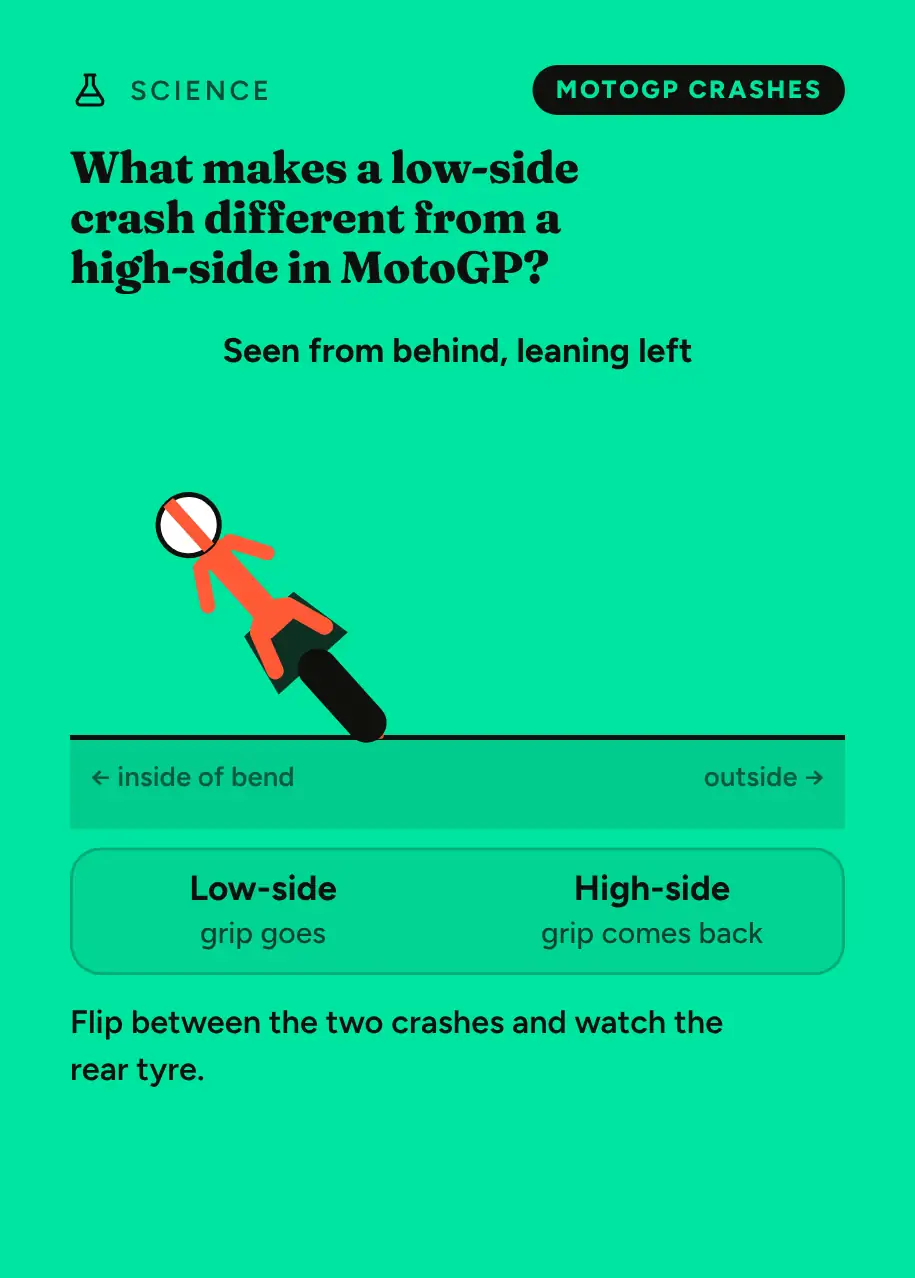 SCIENCE
MOTOGP CRASHES
What makes a low-side
crash different from a
high-side in MotoGP?
Seen from behind, leaning left
← inside of bend
outside →
Low-side
grip goes
High-side
grip comes back
Flip between the two crashes and watch the
rear tyre.